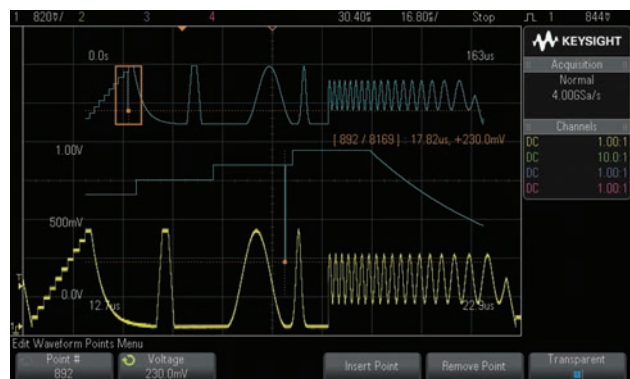 1 820▽/ 2 3 4 30.40s 16.80s/ Stop 1 844▽
KEYSIGHT
Acquisition
Normal
4.00GSa/s
Channels
DC 1.00:1
DC 10.0:1
DC 1.00:1
DC 1.00:1
0.0s 163us
[ 892 / 8169 ] : 17.82us, +230.0mV
1.00V
500mV
0.0V
12.7us 22.9us
Edit Waveform Points Menu
Point # 
892
Voltage
230.0mV
Insert Point
Remove Point
Transparent